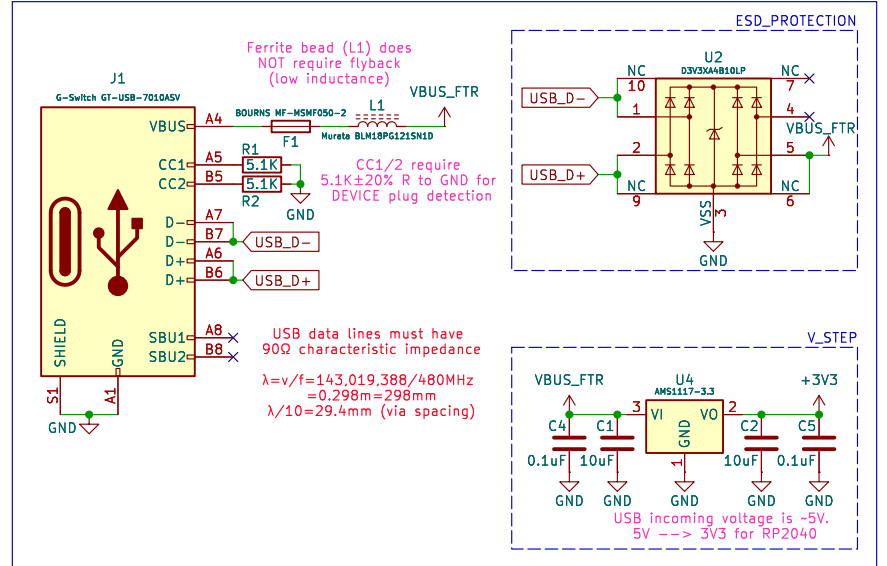 ESD_PROTECTION
Ferrite bead (L1) does
NOT require flyback
(low inductance)
J1
G-Switch GT-USB-7010ASV
VBUS
A4
BOURNS MF-MSMF050-2
F1
L1
Murata BLM18PG121SN1D
VBUS_FTR
CC1
A5
R1
5.1K
CC2
B5
5.1K
R2
GND
CC1/2 require
5.1K±20% R to GND for
DEVICE plug detection
D-
A7
D-
B7
USB_D-
D+
A6
D+
B6
USB_D+
SBU1
A8
SBU2
B8
SHIELD
GND
S1
A1
GND
USB data lines must have
90Ω characteristic impedance
λ=v/f=143,019,388/480MHz
=0.298m=298mm
λ/10=29.4mm (via spacing)
U2
D3V3XA4B10LP
NC
10
NC
7
USB_D-
1
4
VBUS_FTR
2
5
USB_D+
NC
9
NC
6
VSS
3
GND
V_STEP
VBUS_FTR
U4
AMS1117-3.3
+3V3
3
VI
VO
2
GND
1
C4
0.1uF
C1
10uF
C2
10uF
C5
0.1uF
GND
GND
GND
GND
GND
USB incoming voltage is ~5V.
5V --> 3V3 for RP2040